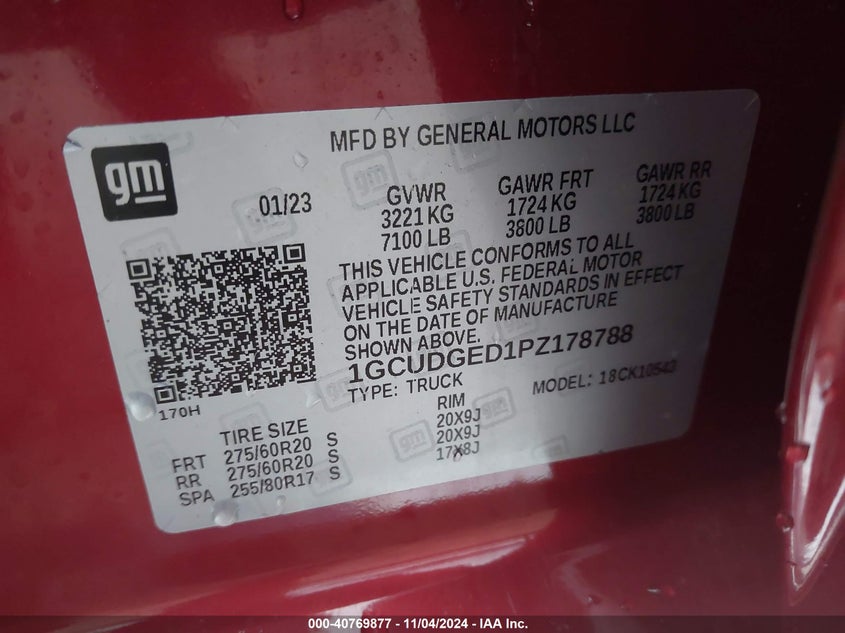 MFD BY GENERAL MOTORS LLC
gm
01/23
GVWR
3221 KG
7100 LB
GAWR FRT
1724 KG
3800 LB
GAWR RR
1724 KG
3800 LB
THIS VEHICLE CONFORMS TO ALL
APPLICABLE U.S. FEDERAL MOTOR
VEHICLE SAFETY STANDARDS IN EFFECT
ON THE DATE OF MANUFACTURE
SHOWN ABOVE.
1GCUDGED1PZ178788
TYPE: TRUCK
MODEL: 18CK10543
170H
TIRE SIZE
RIM
FRT 275/60R20 S 20X9J
RR 275/60R20 S 20X9J
SPA 255/80R17 S 17X8J
000-40769877 - 11/04/2024 - IAA Inc.